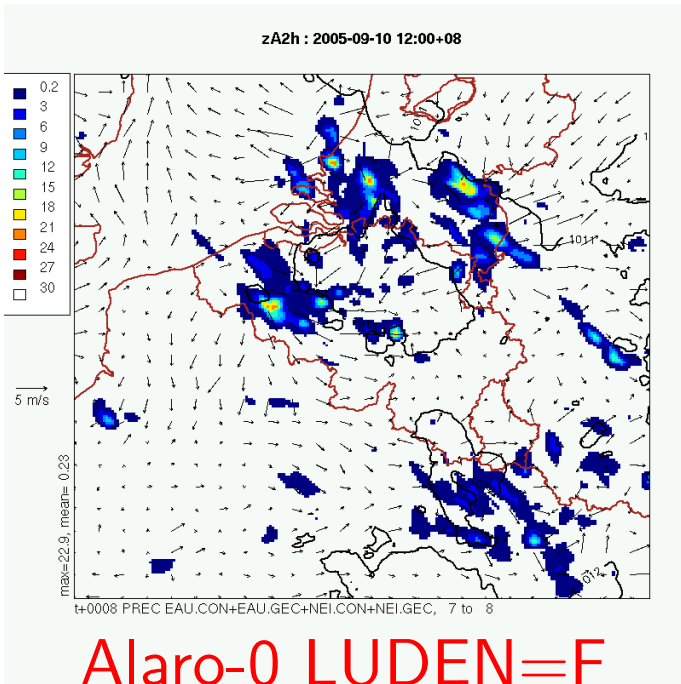 zA2h : 2005-09-10 12:00+08
0.2
3
6
9
12
15
18
21
24
27
30
1011
5 m/s
max=22.9, mean= 0.23
1012
t+0008 PREC EAU.CON+EAU.GEC+NEI.CON+NEI.GEC, 7 to 8
Alaro-0 LUDEN=F